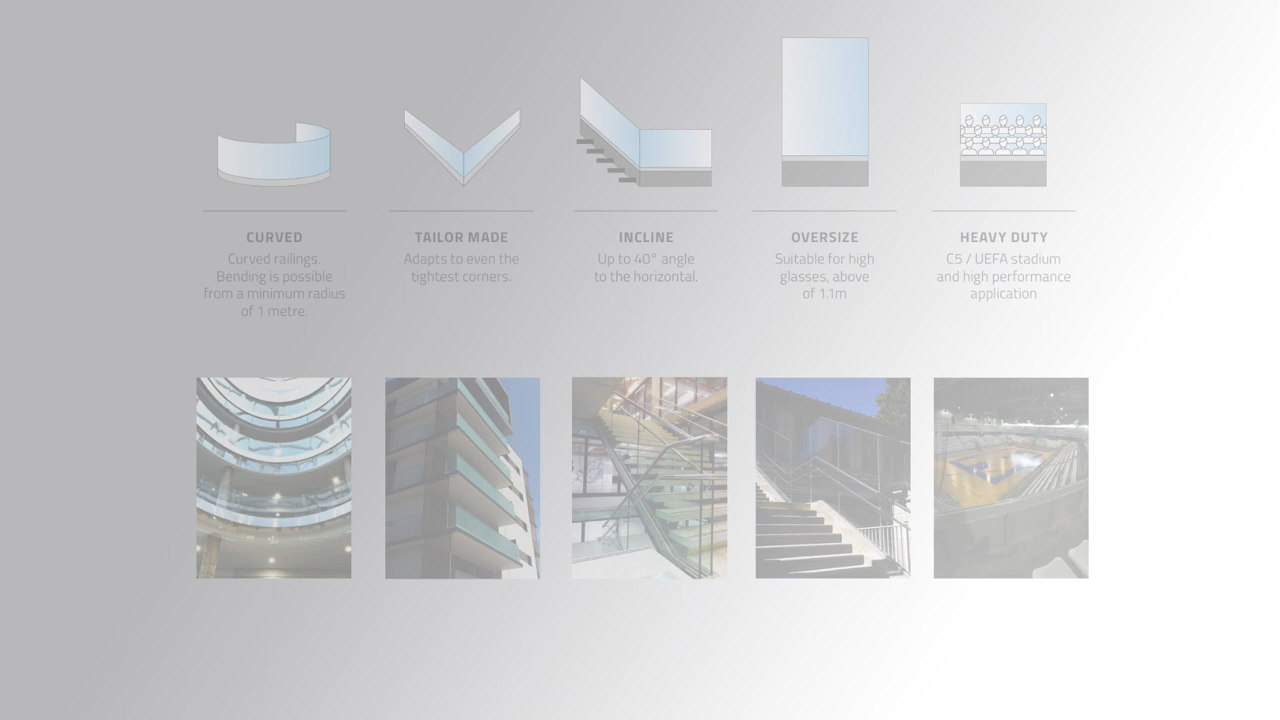 CURVED
Curved railings.
Bending is possible
from a minimum radius
of 1 metre.
TAILOR MADE
Adapts to even the
tightest corners.
INCLINE
Up to 40° angle
to the horizontal.
OVERSIZE
Suitable for high
glasses, above
of 1.1m
HEAVY DUTY
C5 / UEFA stadium
and high performance
application